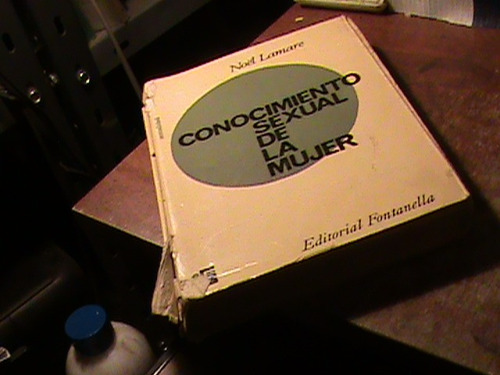 Noël Lamare
CONOCIMIENTO
SEXUAL
DE
LA
MUJER
Editorial Fontanella